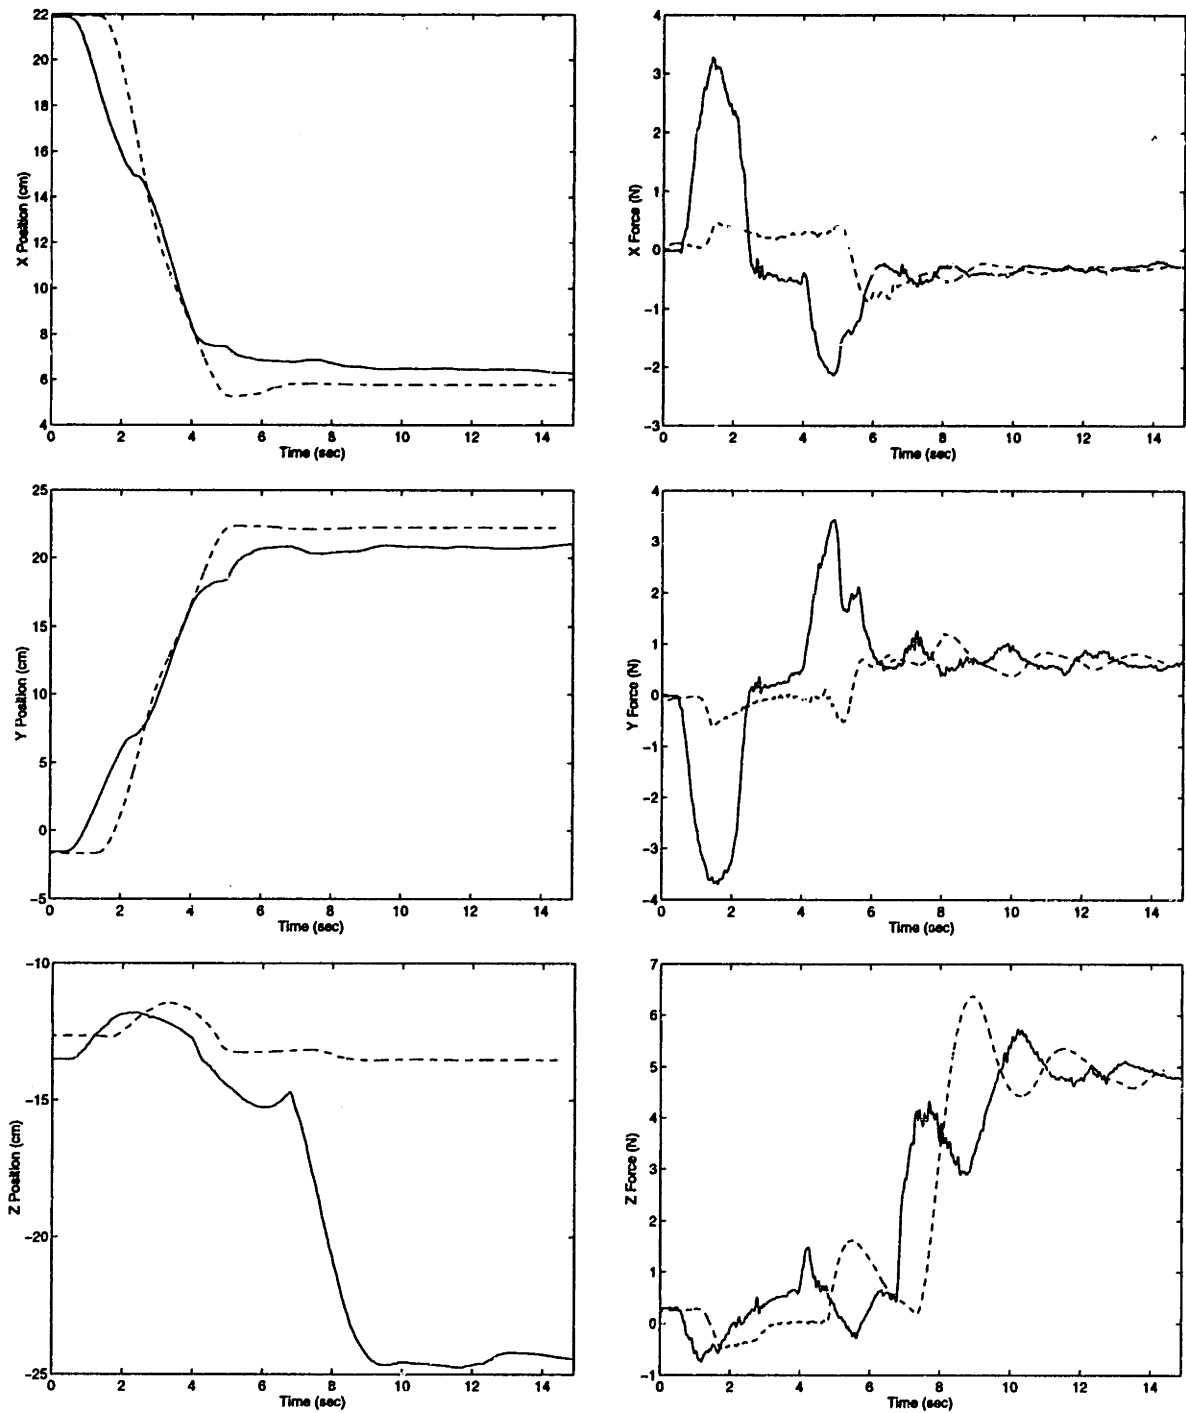 22
20
18
16
14
12
10
8
6
4
0 2 4 6 8 10 12 14
X Position (cm)
Time (sec)
4
3
2
1
0
−1
−2
−3
0 2 4 6 8 10 12 14
X Force (N)
Time (sec)
25
20
15
10
5
0
−5
0 2 4 6 8 10 12 14
Y Position (cm)
Time (sec)
4
3
2
1
0
−1
−2
−3
−4
0 2 4 6 8 10 12 14
Y Force (N)
Time (sec)
−10
−15
−20
−25
0 2 4 6 8 10 12 14
Z Position (cm)
Time (sec)
7
6
5
4
3
2
1
0
−1
0 2 4 6 8 10 12 14
Z Force (N)
Time (sec)